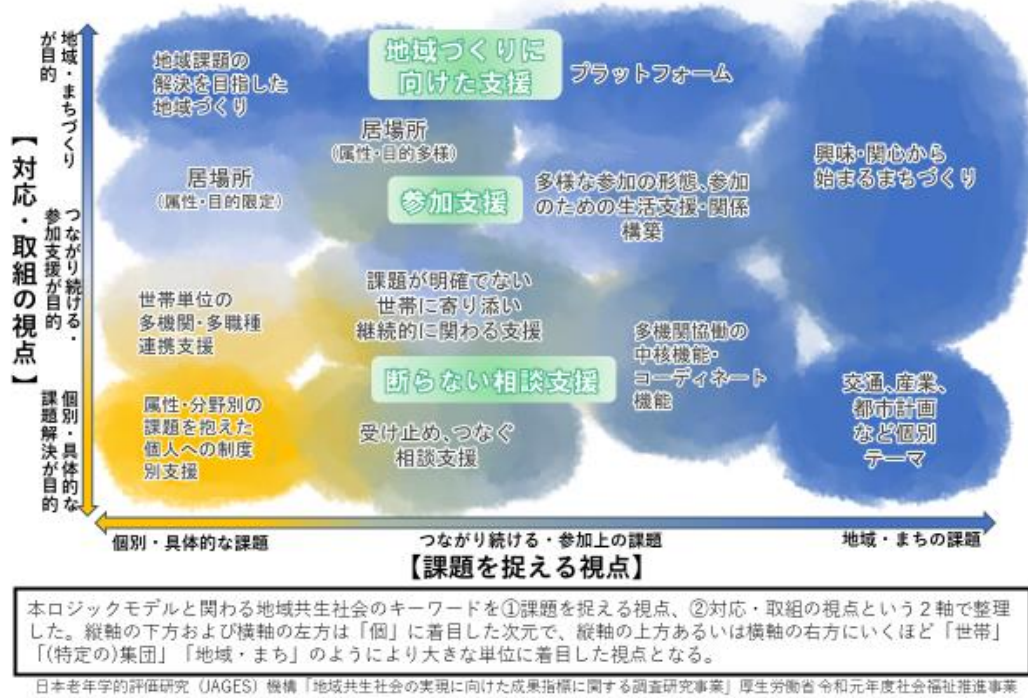 地域・まちづくり
が目的
【対応・取組の視点】
つながり続ける・
参加支援が目的
個別・具体的な
課題解決が目的
地域課題の
解決を目指した
地域づくり
地域づくりに
向けた支援
プラットフォーム
居場所
(属性・目的多様)
居場所
(属性・目的限定)
参加支援
多様な参加の形態、参加
のための生活支援・関係
構築
興味・関心から
始まるまちづくり
世帯単位の
多機関・多職種
連携支援
課題が明確でない
世帯に寄り添い
継続的に関わる支援
多機関協働の
中核機能・
コーディネート
機能
断らない相談支援
属性・分野別の
課題を抱えた
個人への制度
別支援
受け止め、つなぐ
相談支援
交通、産業、
都市計画
など個別
テーマ
個別・具体的な課題
つながり続ける・参加上の課題
地域・まちの課題
【課題を捉える視点】
本ロジックモデルと関わる地域共生社会のキーワードを①課題を捉える視点、②対応・取組の視点という2軸で整理
した。縦軸の下方および横軸の左方は「個」に着目した次元で、縦軸の上方あるいは横軸の右方にいくほど「世帯」
「(特定の)集団」「地域・まち」のようにより大きな単位に着目した視点となる。
日本老年学的評価研究（JAGES）機構「地域共生社会の実現に向けた成果指標に関する調査研究事業」厚生労働省令和元年度社会福祉推進事業